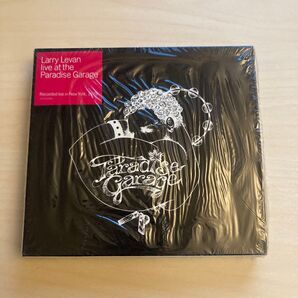 Larry Levan
live at the
Paradise Garage
Recorded live in New York,
Paradise
Garage